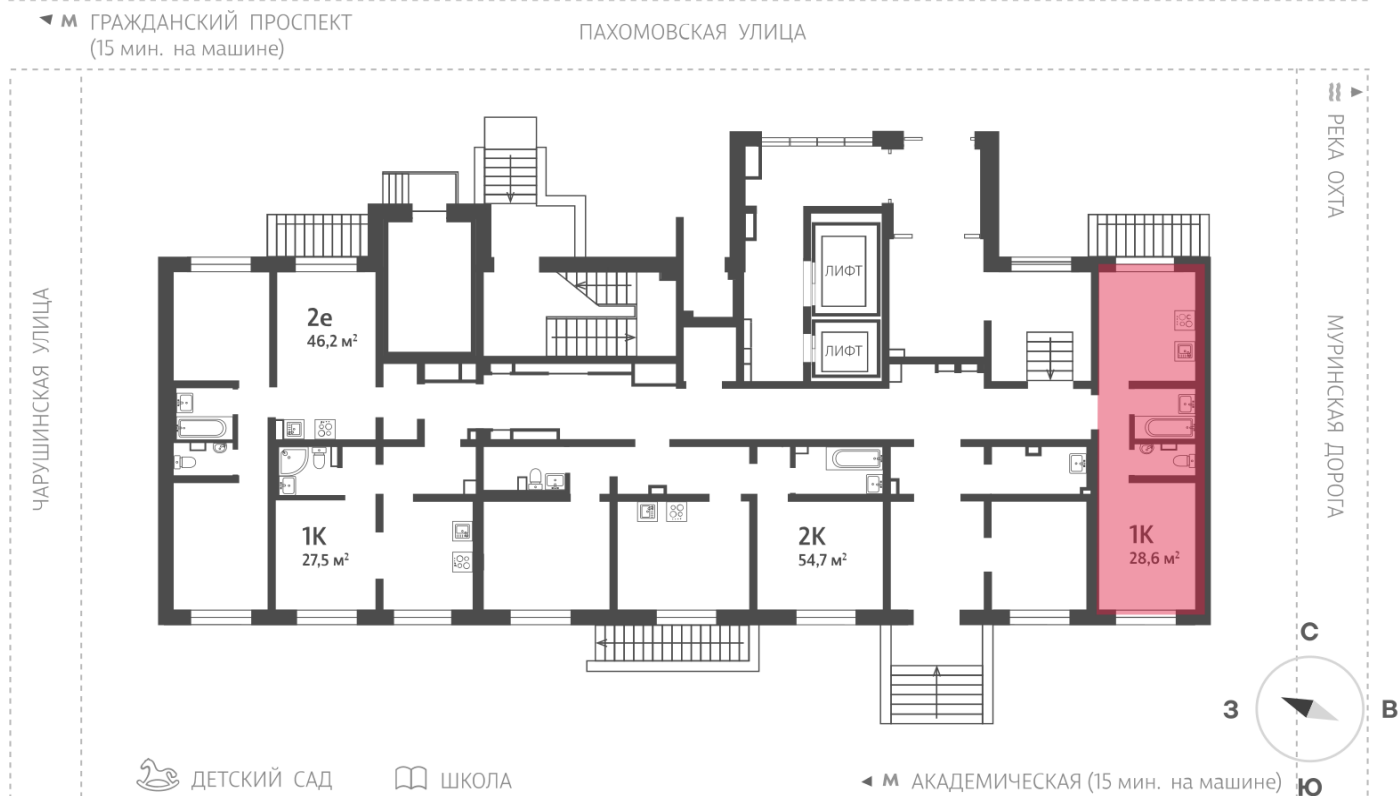 М ГРАЖДАНСКИЙ ПРОСПЕКТ
(15 мин. на машине)
ПАХОМОВСКАЯ УЛИЦА
РЕКА ОХТА
МУРИНСКАЯ ДОРОГА
ЧАРУШИНСКАЯ УЛИЦА
ЛИФТ
ЛИФТ
2е
46,2 м²
1К
27,5 м²
2К
54,7 м²
1К
28,6 м²
С
З
В
Ю
ДЕТСКИЙ САД
ШКОЛА
М АКАДЕМИЧЕСКАЯ (15 мин. на машине)